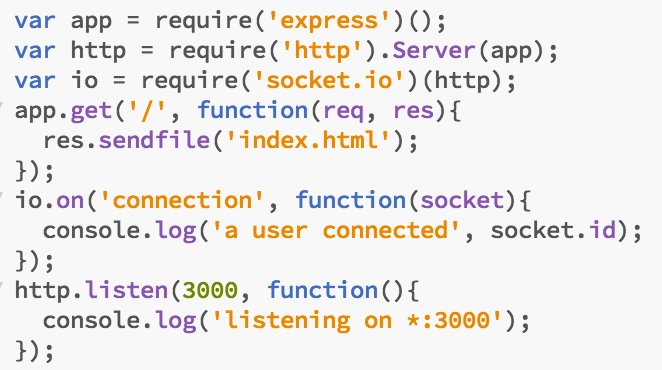 var app = require('express')();
var http = require('http').Server(app);
var io = require('socket.io')(http);
app.get('/', function(req, res){
  res.sendfile('index.html');
});
io.on('connection', function(socket){
  console.log('a user connected', socket.id);
});
http.listen(3000, function(){
  console.log('listening on *:3000');
});